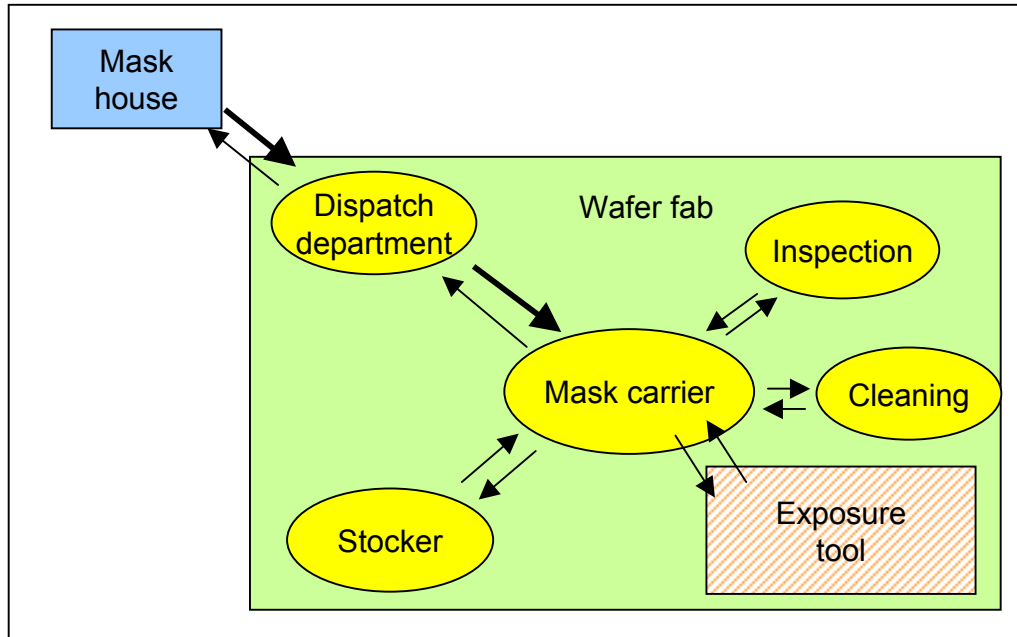 Mask
house
Dispatch
department
Wafer fab
Inspection
Mask carrier
Cleaning
Stocker
Exposure
tool